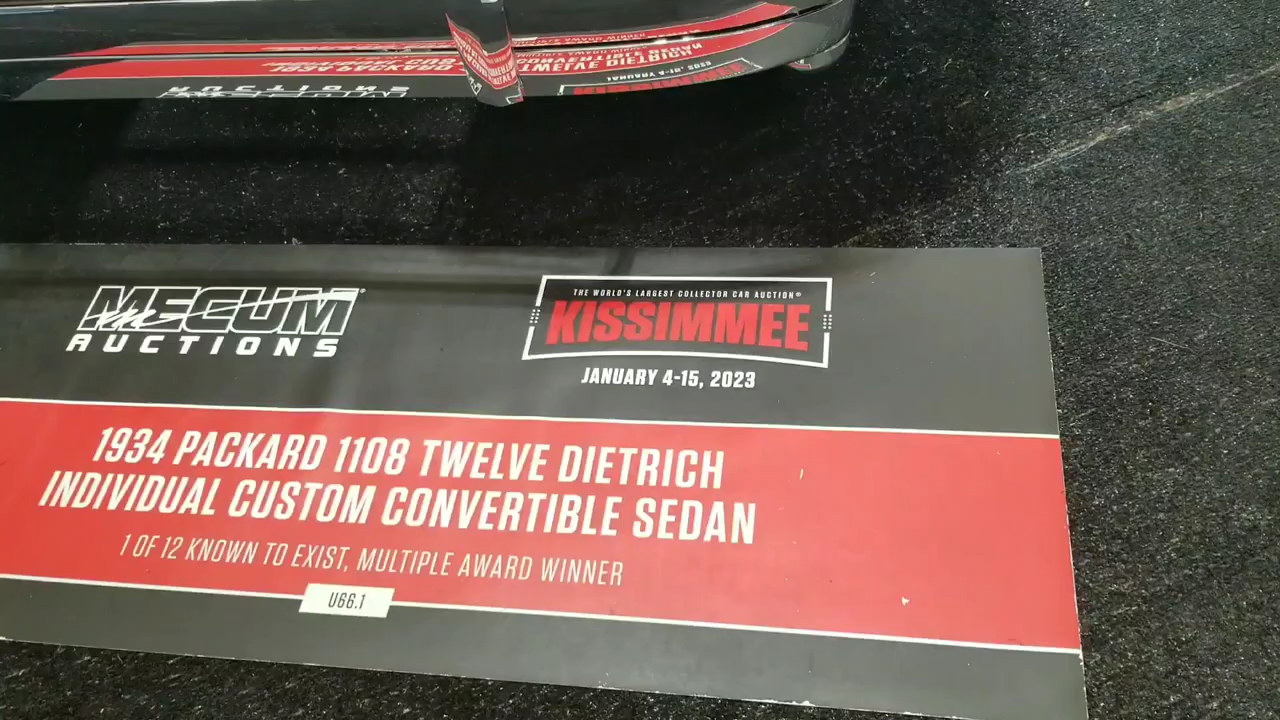 MECUM
AUCTIONS
THE WORLD'S LARGEST COLLECTOR CAR AUCTION®
KISSIMMEE
JANUARY 4-15, 2023
1934 PACKARD 1108 TWELVE DIETRICH
INDIVIDUAL CUSTOM CONVERTIBLE SEDAN
1 OF 12 KNOWN TO EXIST, MULTIPLE AWARD WINNER
U66.1